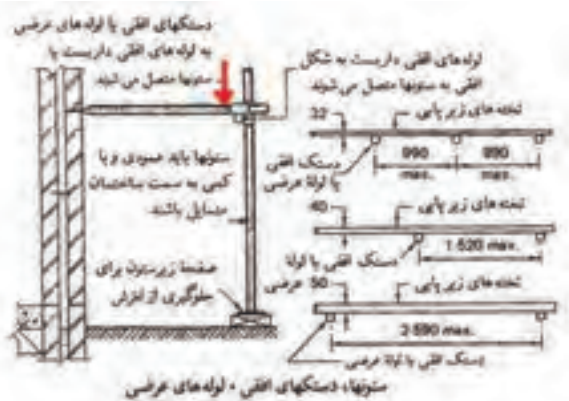 دستکهای افقی یا لوله های عرضی
به لوله های افقی داربست یا
ستونها متصل می شوند
لوله های افقی داربست به شکل
افقی به ستونها متصل می شوند
ستونها باید عمودی و یا
کمی به سمت ساختمان
متمایل باشند
صفحهٔ زیرستون برای
جلوگیری از لغزش
تخته های زیر پایی
32
990 max.
990 max.
دستک افقی
یا لولهٔ عرضی
تخته های زیر پایی
40
1·520 max.
دستک افقی یا لولهٔ
عرضی
تخته های زیر پایی
50
2·590 max.
دستک افقی یا لولهٔ عرضی
ستونها، دستکهای افقی ، لوله های عرضی